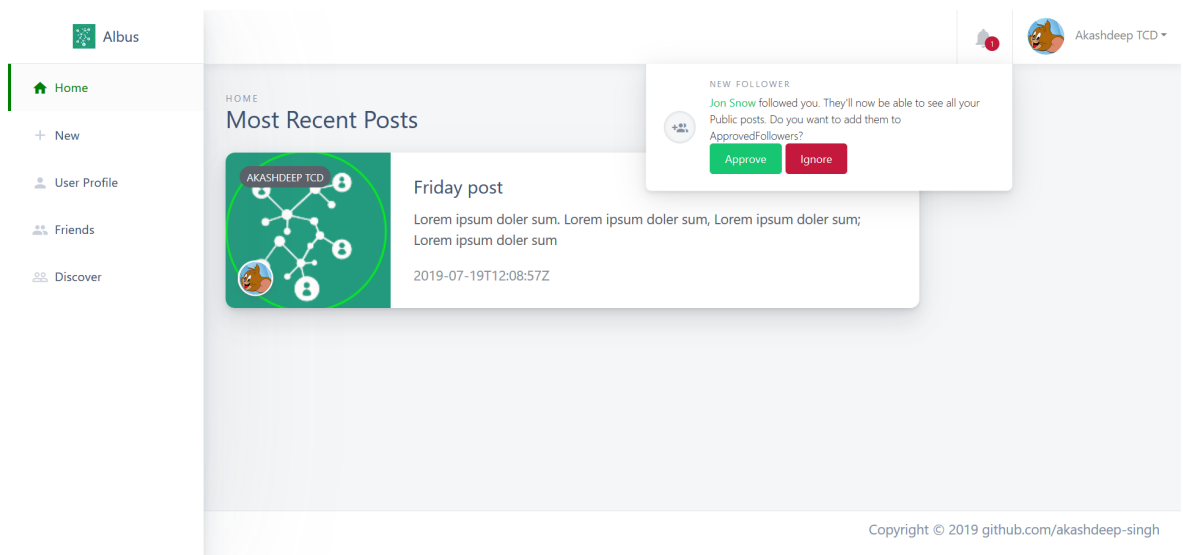 Albus
1
Akashdeep TCD
Home
New
User Profile
Friends
Discover
HOME
Most Recent Posts
NEW FOLLOWER
Jon Snow followed you. They'll now be able to see all your
Public posts. Do you want to add them to
ApprovedFollowers?
Approve
Ignore
AKASHDEEP TCD
Friday post
Lorem ipsum doler sum. Lorem ipsum doler sum, Lorem ipsum doler sum;
Lorem ipsum doler sum
2019-07-19T12:08:57Z
Copyright © 2019 github.com/akashdeep-singh